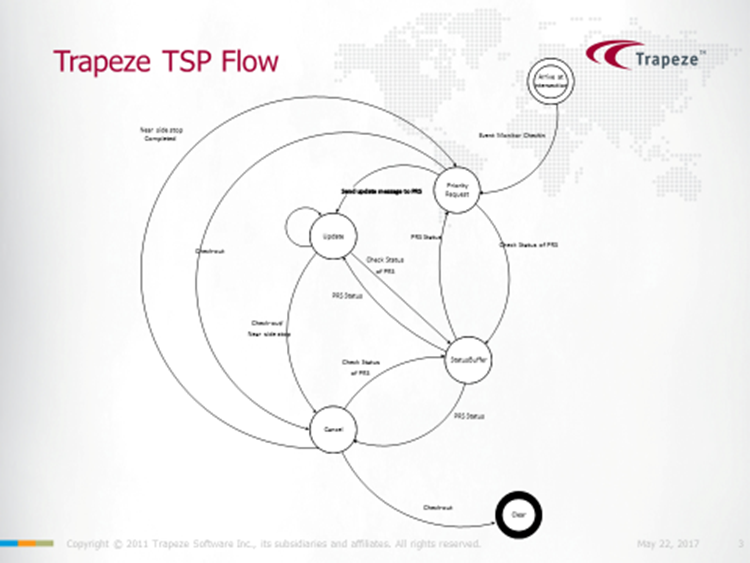 Trapeze TSP Flow
Trapeze™
Arrive at
intersection
Event Monitor Checkin
Near side stop
Completed
Priority
Request
Send update message to PRS
Update
PRS Status
Check Status of PRS
Checkout
Check Status
of PRS
PRS Status
Checkout/
Near side stop
StatusBuffer
Check Status
of PRS
PRS Status
Cancel
Checkout
Clear
Copyright © 2011 Trapeze Software Inc., its subsidiaries and affiliates. All rights reserved.
May 22, 2017
3